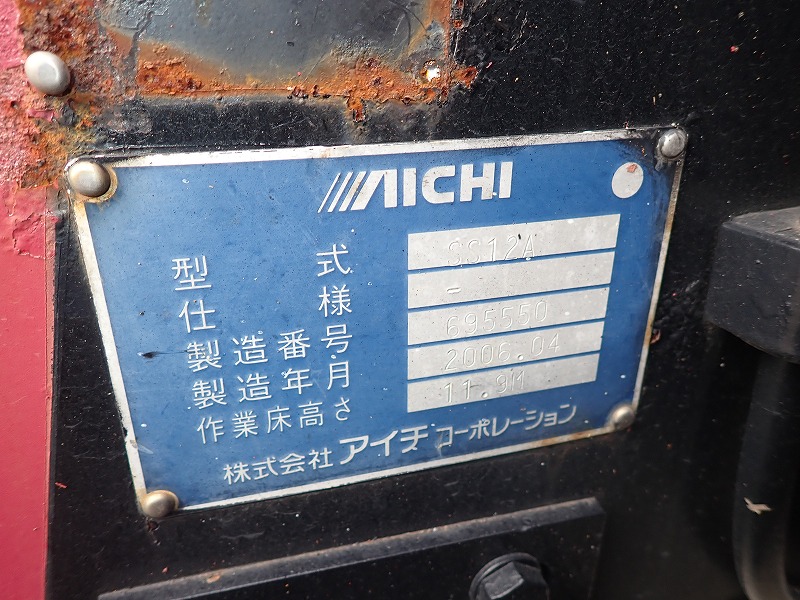 AICHI
型式 SS12A
仕様 -
製造番号 695550
製造年月 2006.04
作業床高さ 11.9M
株式会社 アイチコーポレーション